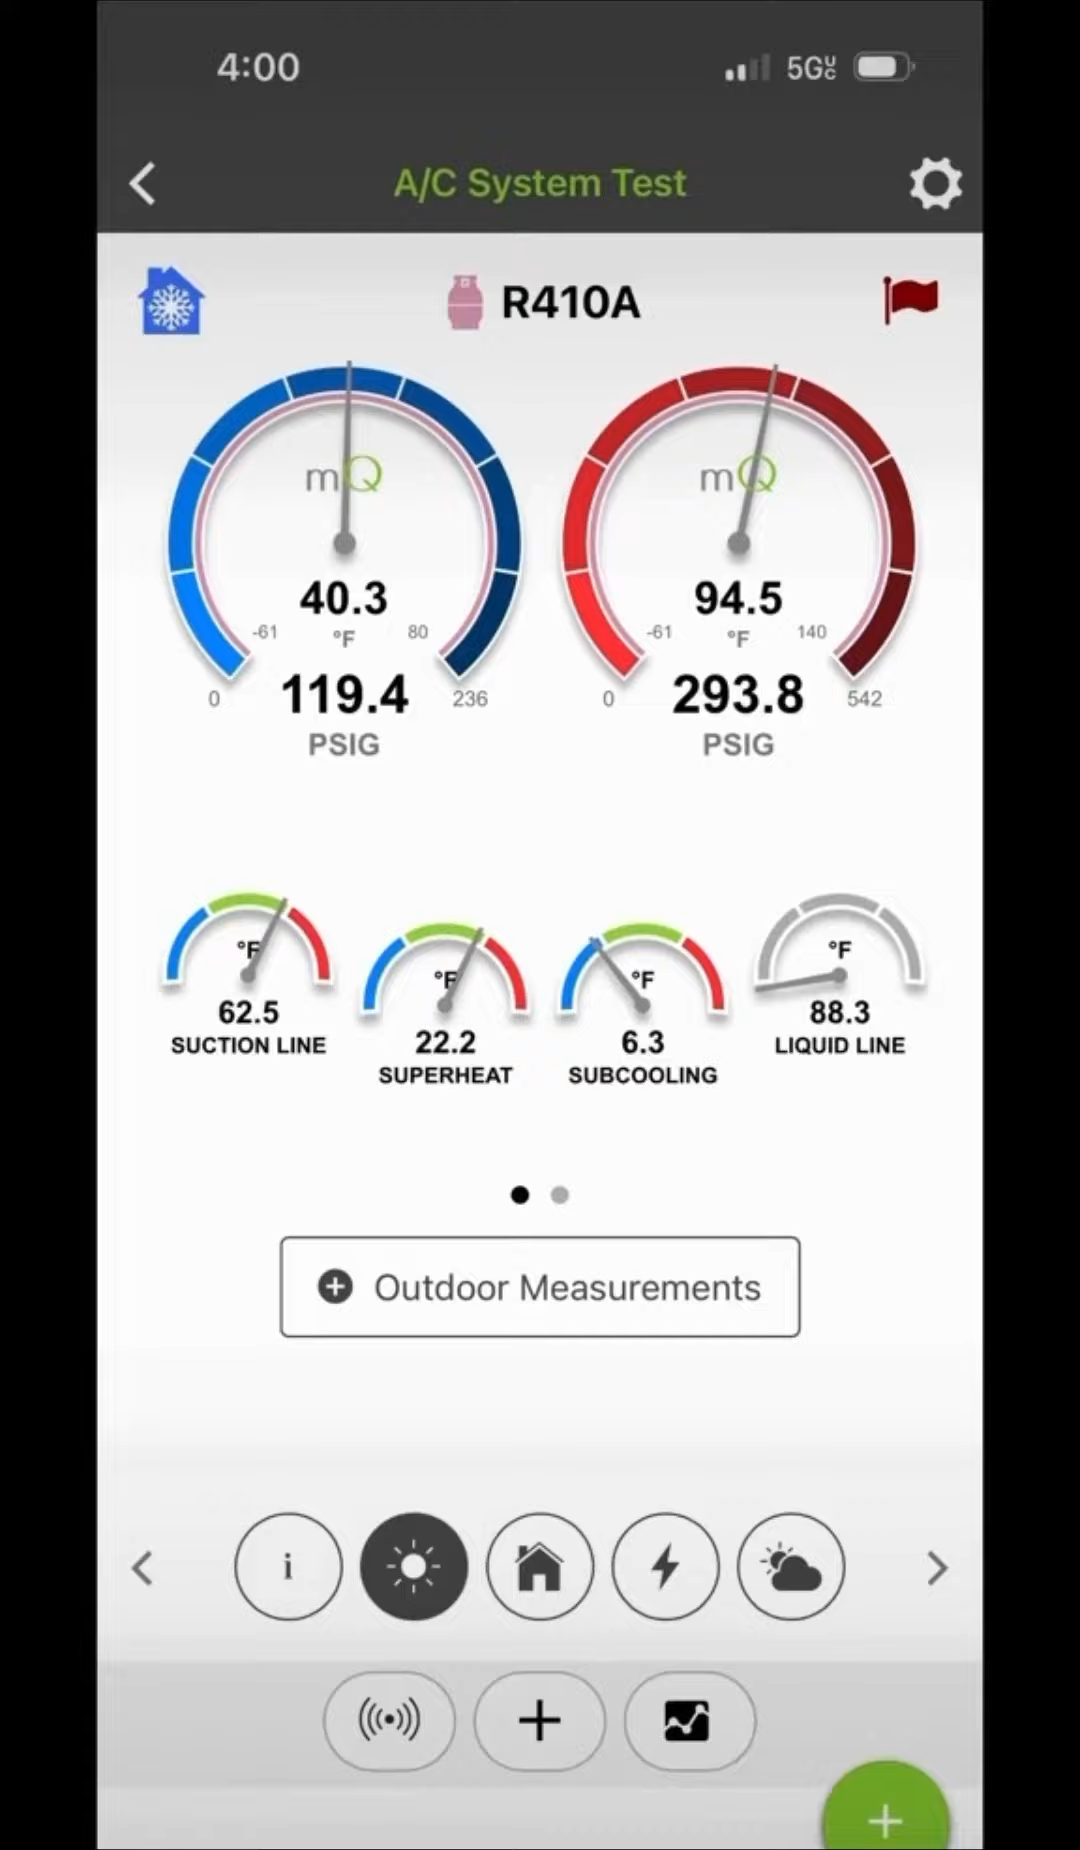 4:00 5GUC
A/C System Test
R410A
mQ mQ
40.3 94.5
-61 °F 80 -61 °F 140
0 119.4 236 0 293.8 542
PSIG PSIG
°F °F °F °F
62.5 22.2 6.3 88.3
SUCTION LINE SUPERHEAT SUBCOOLING LIQUID LINE
Outdoor Measurements
i